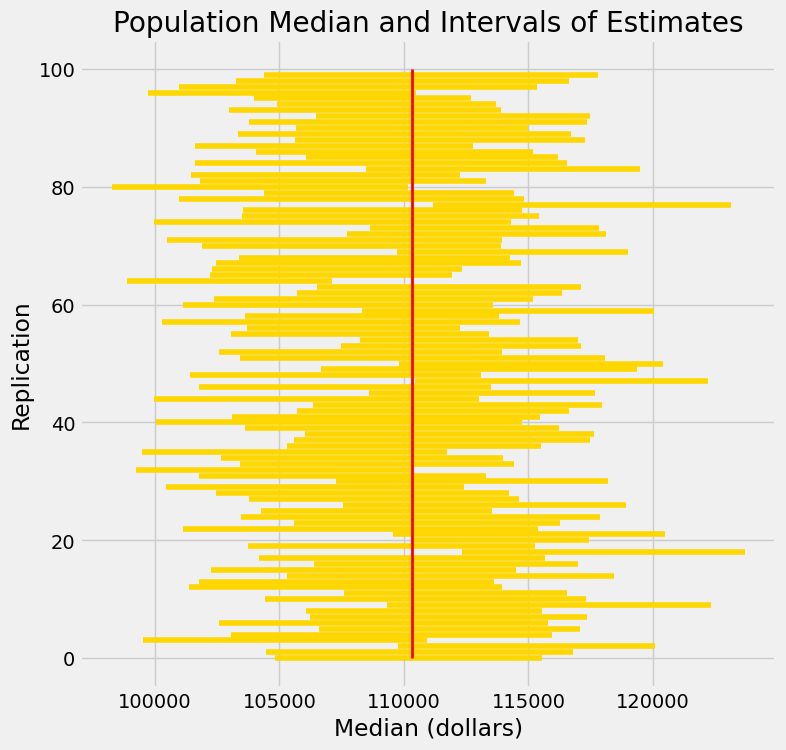 Population Median and Intervals of Estimates
100
80
60
40
20
0
Replication
100000 105000 110000 115000 120000
Median (dollars)